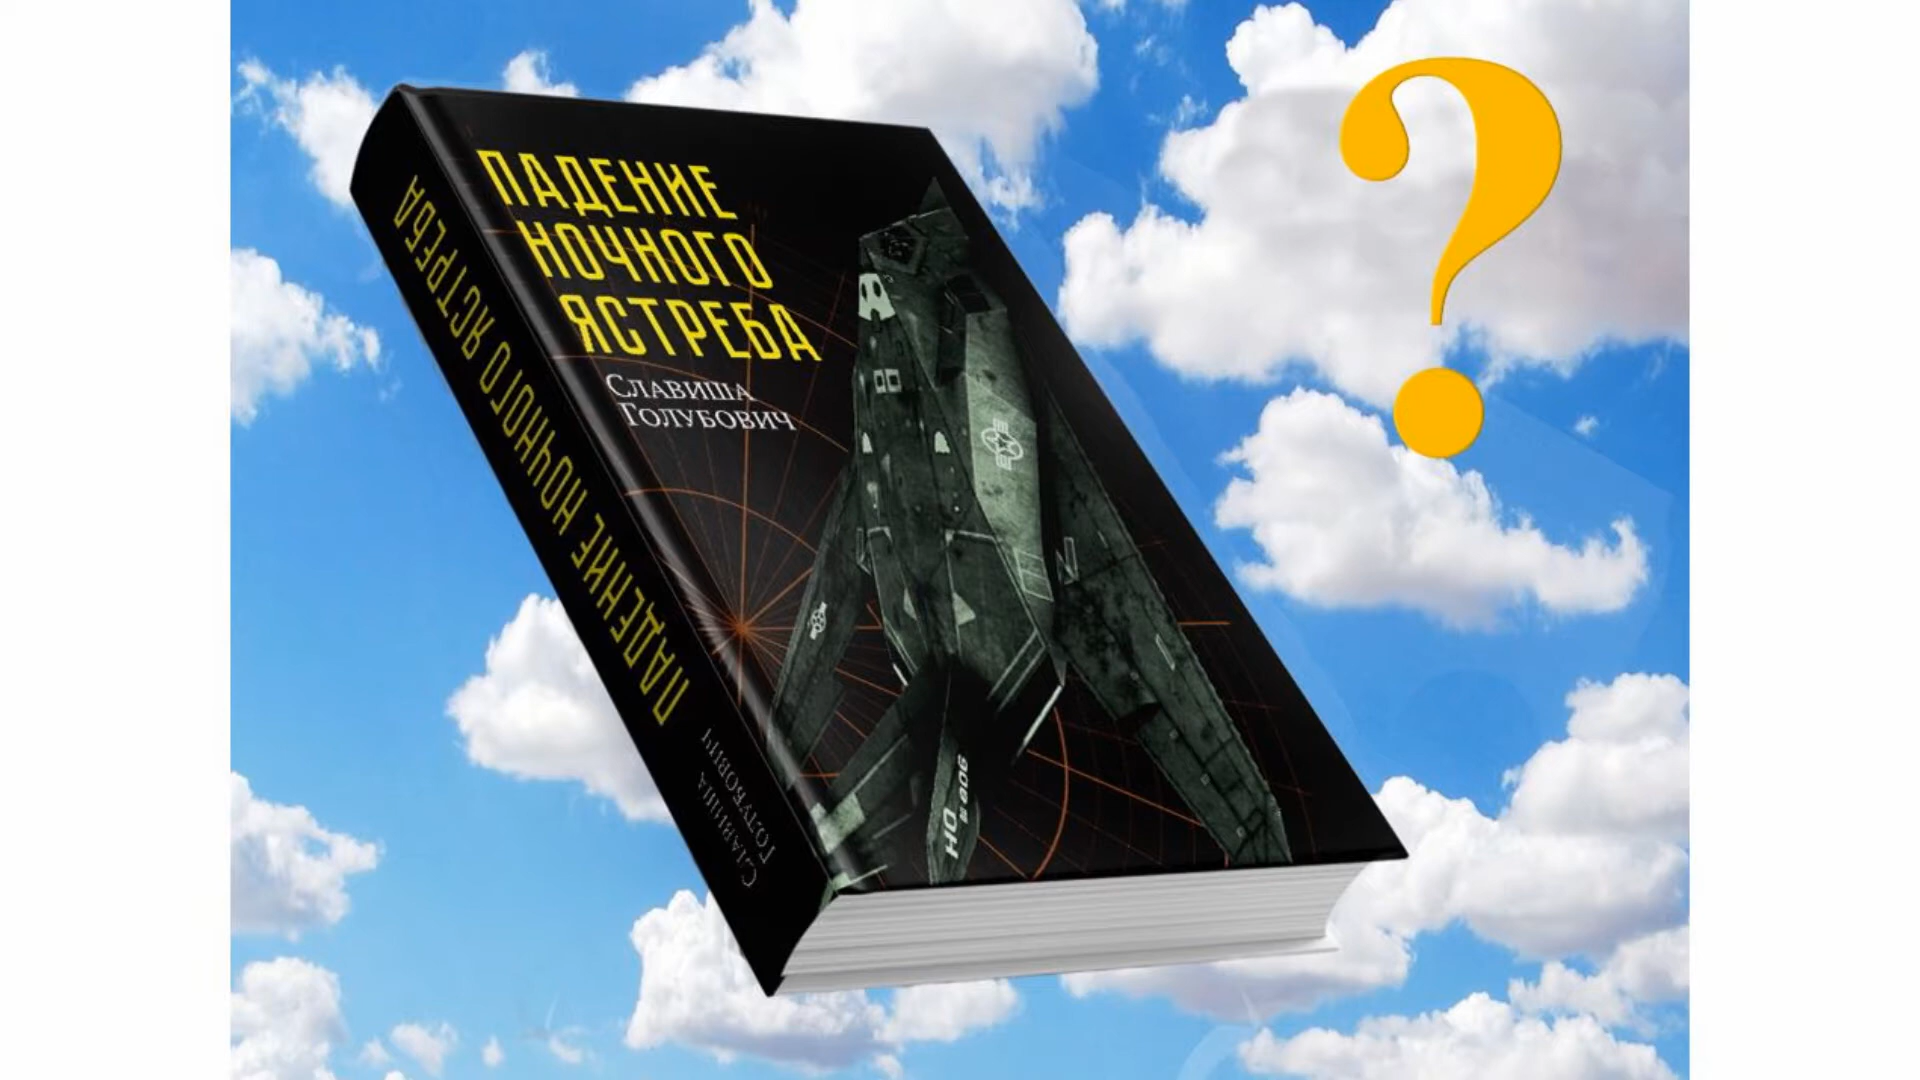 ПАДЕНИЕ
НОЧНОГО
ЯСТРЕБА
СЛАВИША
ГОЛУБОВИЧ
ПАДЕНИЕ НОЧНОГО ЯСТРЕБА
СЛАВИША
ГОЛУБОВИЧ
HO
?